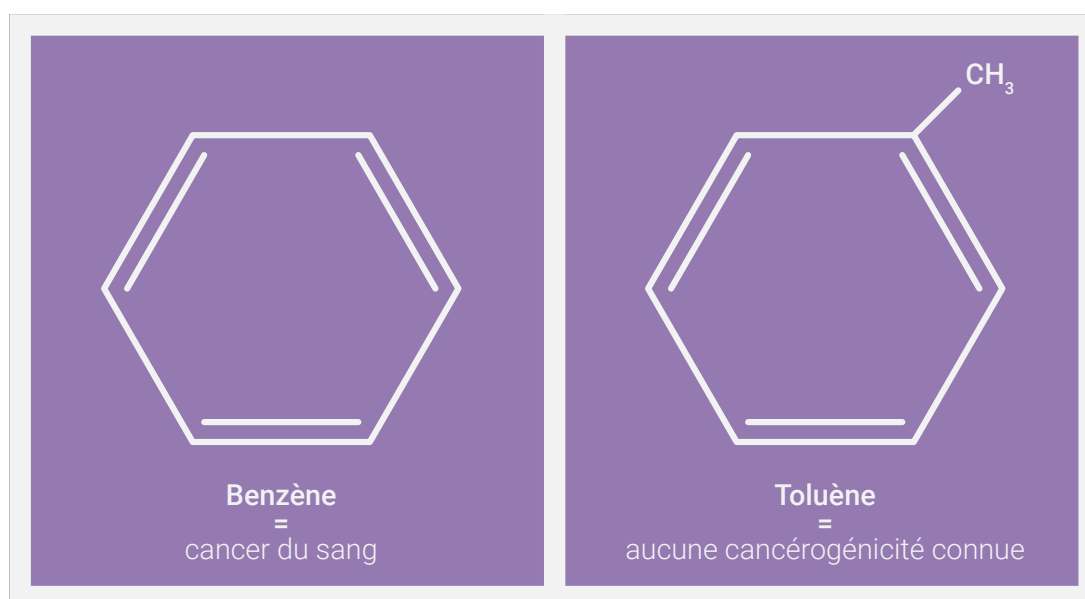 CH₃
Benzène
=
cancer du sang
Toluène
=
aucune cancérogénicité connue